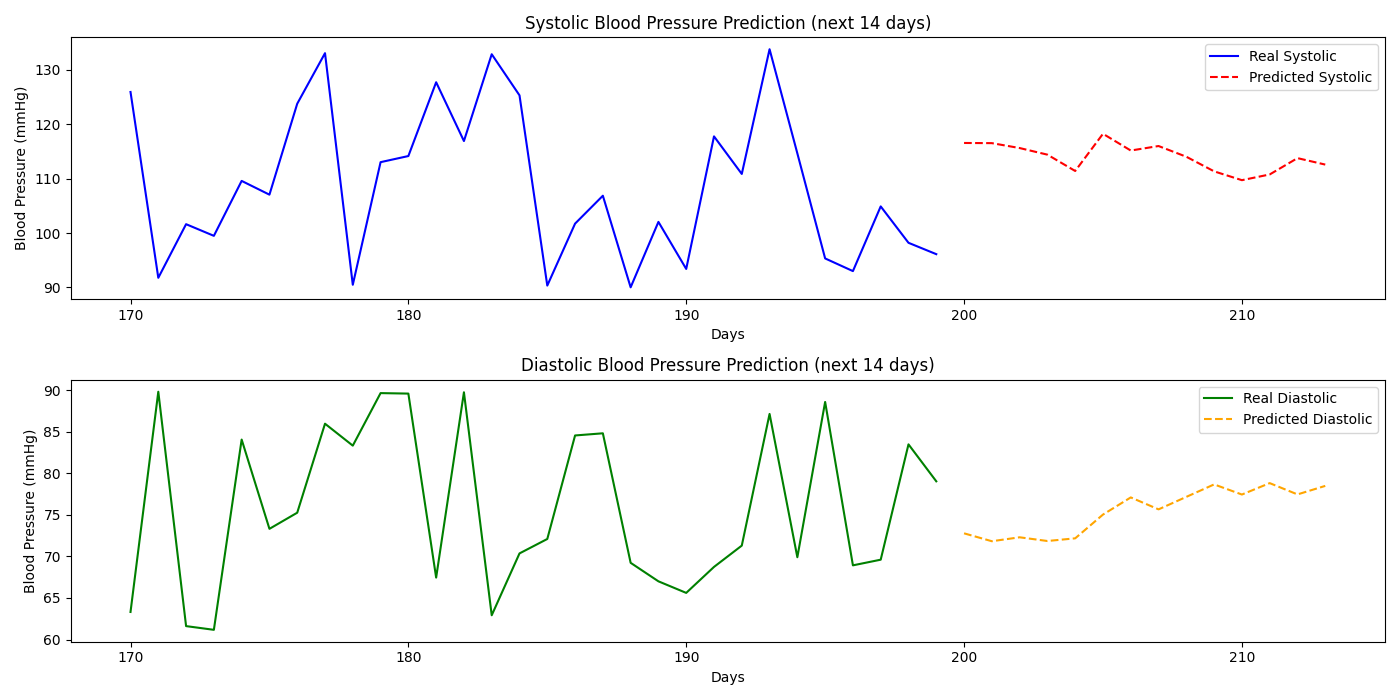 Systolic Blood Pressure Prediction (next 14 days)
Blood Pressure (mmHg)
130
120
110
100
90
Real Systolic
Predicted Systolic
170
180
190
200
210
Days
Diastolic Blood Pressure Prediction (next 14 days)
Blood Pressure (mmHg)
90
85
80
75
70
65
60
Real Diastolic
Predicted Diastolic
170
180
190
200
210
Days